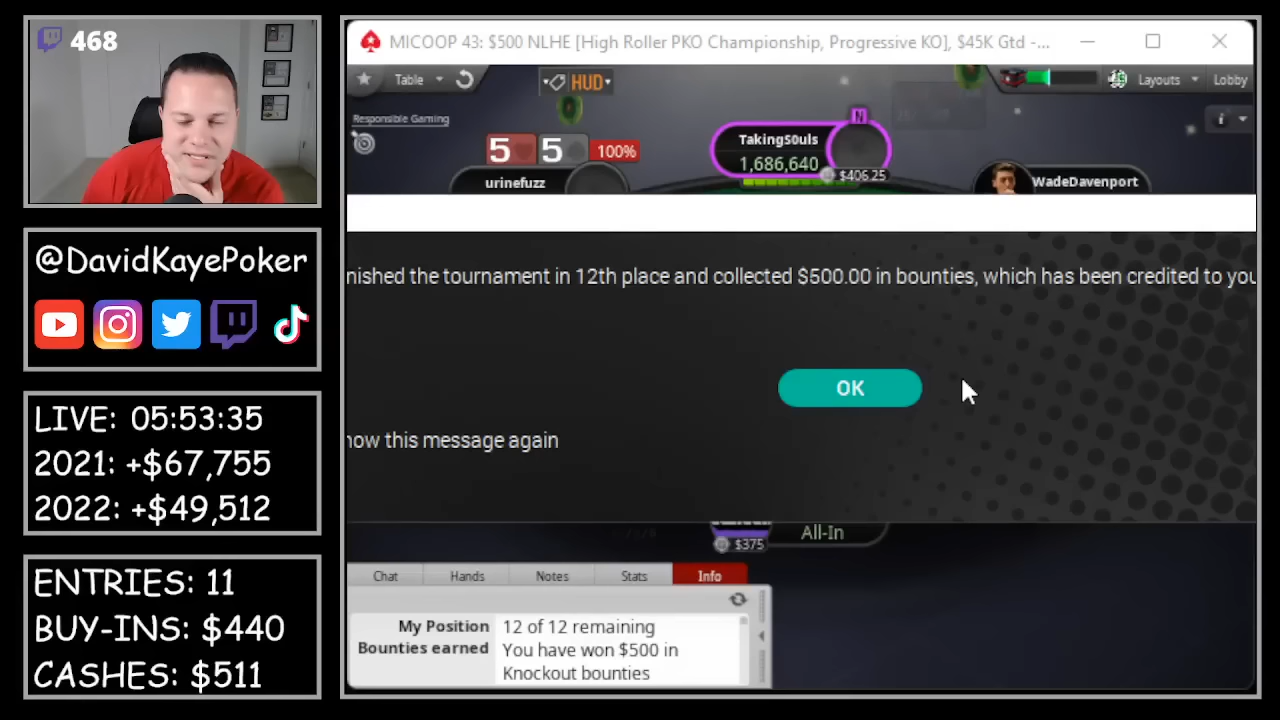 468
@DavidKayePoker
LIVE: 05:53:35
2021: +$67,755
2022: +$49,512
ENTRIES: 11
BUY-INS: $440
CASHES: $511
MICOOP 43: $500 NLHE [High Roller PKO Championship, Progressive KO], $45K Gtd -...
Table
HUD
Layouts
Lobby
Responsible Gaming
5 5 100%
urinefuzz
N
TakingS0uls
1,686,640
$406.25
WadeDavenport
i
nished the tournament in 12th place and collected $500.00 in bounties, which has been credited to you
OK
now this message again
All-In
$375
Chat Hands Notes Stats Info
My Position 12 of 12 remaining
Bounties earned You have won $500 in
Knockout bounties